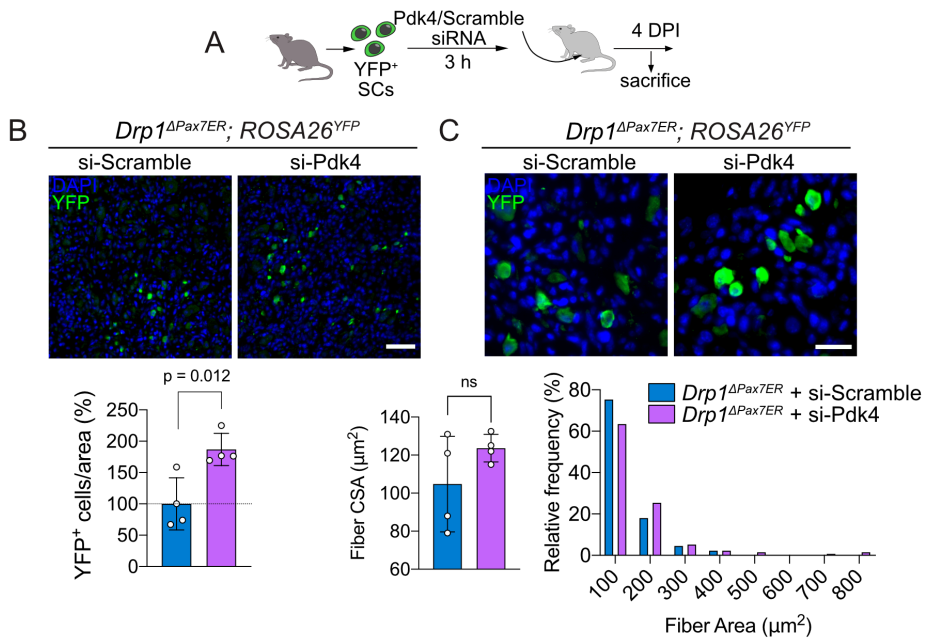 A
Pdk4/Scramble
siRNA
3 h
YFP⁺
SCs
4 DPI
sacrifice
B
Drp1ΔPax7ER; ROSA26YFP
si-Scramble
si-Pdk4
DAPI
YFP
p = 0.012
YFP⁺ cells/area (%)
250
200
150
100
50
0
C
Drp1ΔPax7ER; ROSA26YFP
si-Scramble
si-Pdk4
DAPI
YFP
ns
Fiber CSA (µm²)
140
120
100
80
60
Relative frequency (%)
80
60
40
20
0
Drp1ΔPax7ER + si-Scramble
Drp1ΔPax7ER + si-Pdk4
100
200
300
400
500
600
700
800
Fiber Area (µm²)